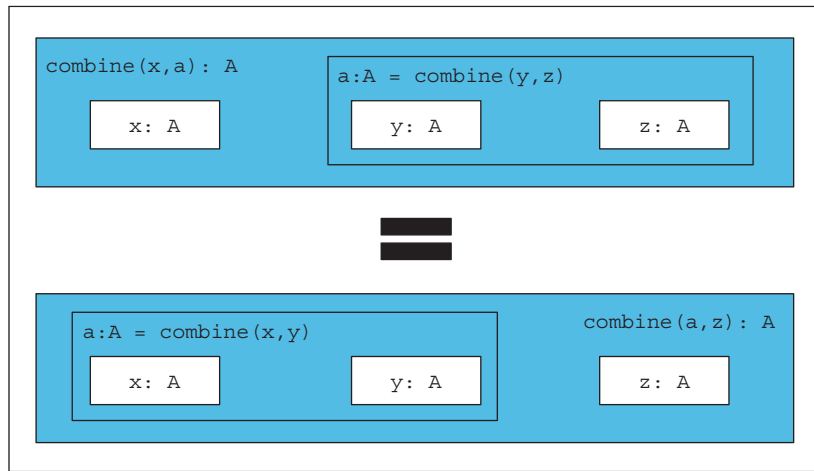 combine(x,a): A
a:A = combine(y,z)
x: A
y: A
z: A
a:A = combine(x,y)
combine(a,z): A
x: A
y: A
z: A